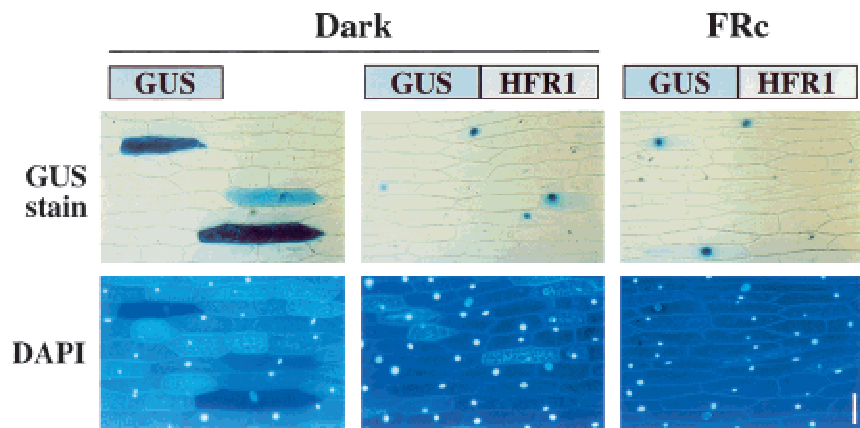 Dark FRc
GUS GUS HFR1 GUS HFR1
GUS
stain
DAPI